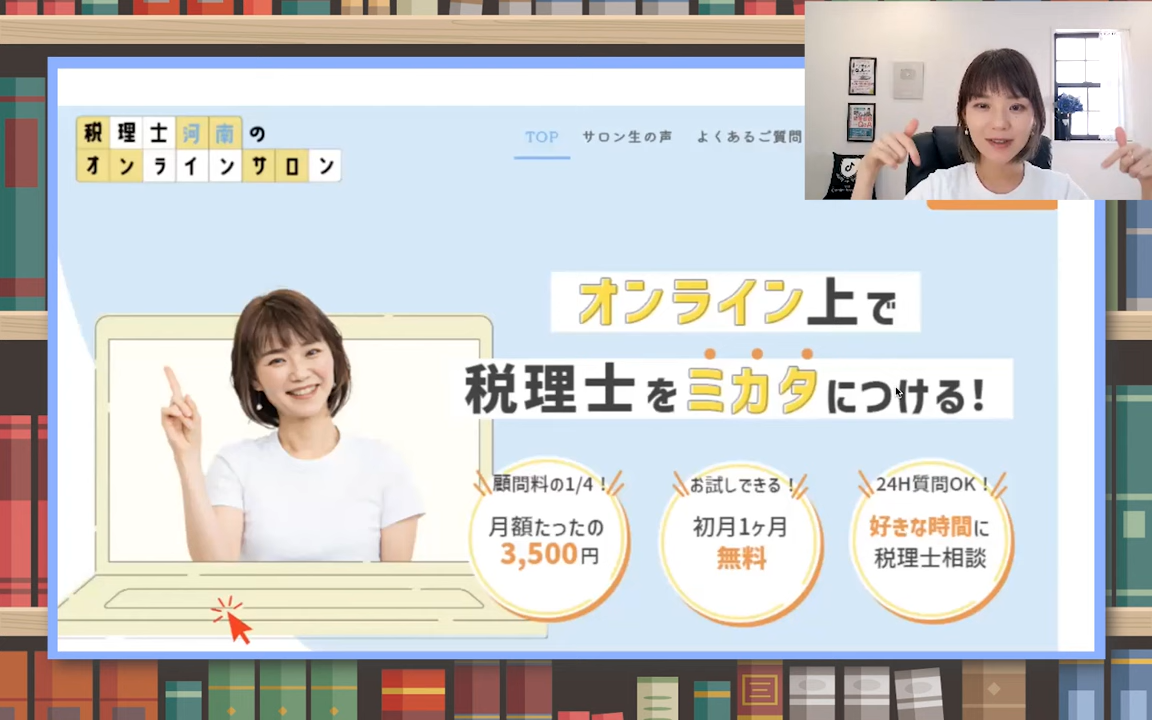 税理士河南の
オンラインサロン
TOP
サロン生の声
よくあるご質問
オンライン上で
税理士をミカタにつける!
顧問料の1/4!
月額たったの
3,500円
お試しできる!
初月1ヶ月
無料
24H質問OK!
好きな時間に
税理士相談